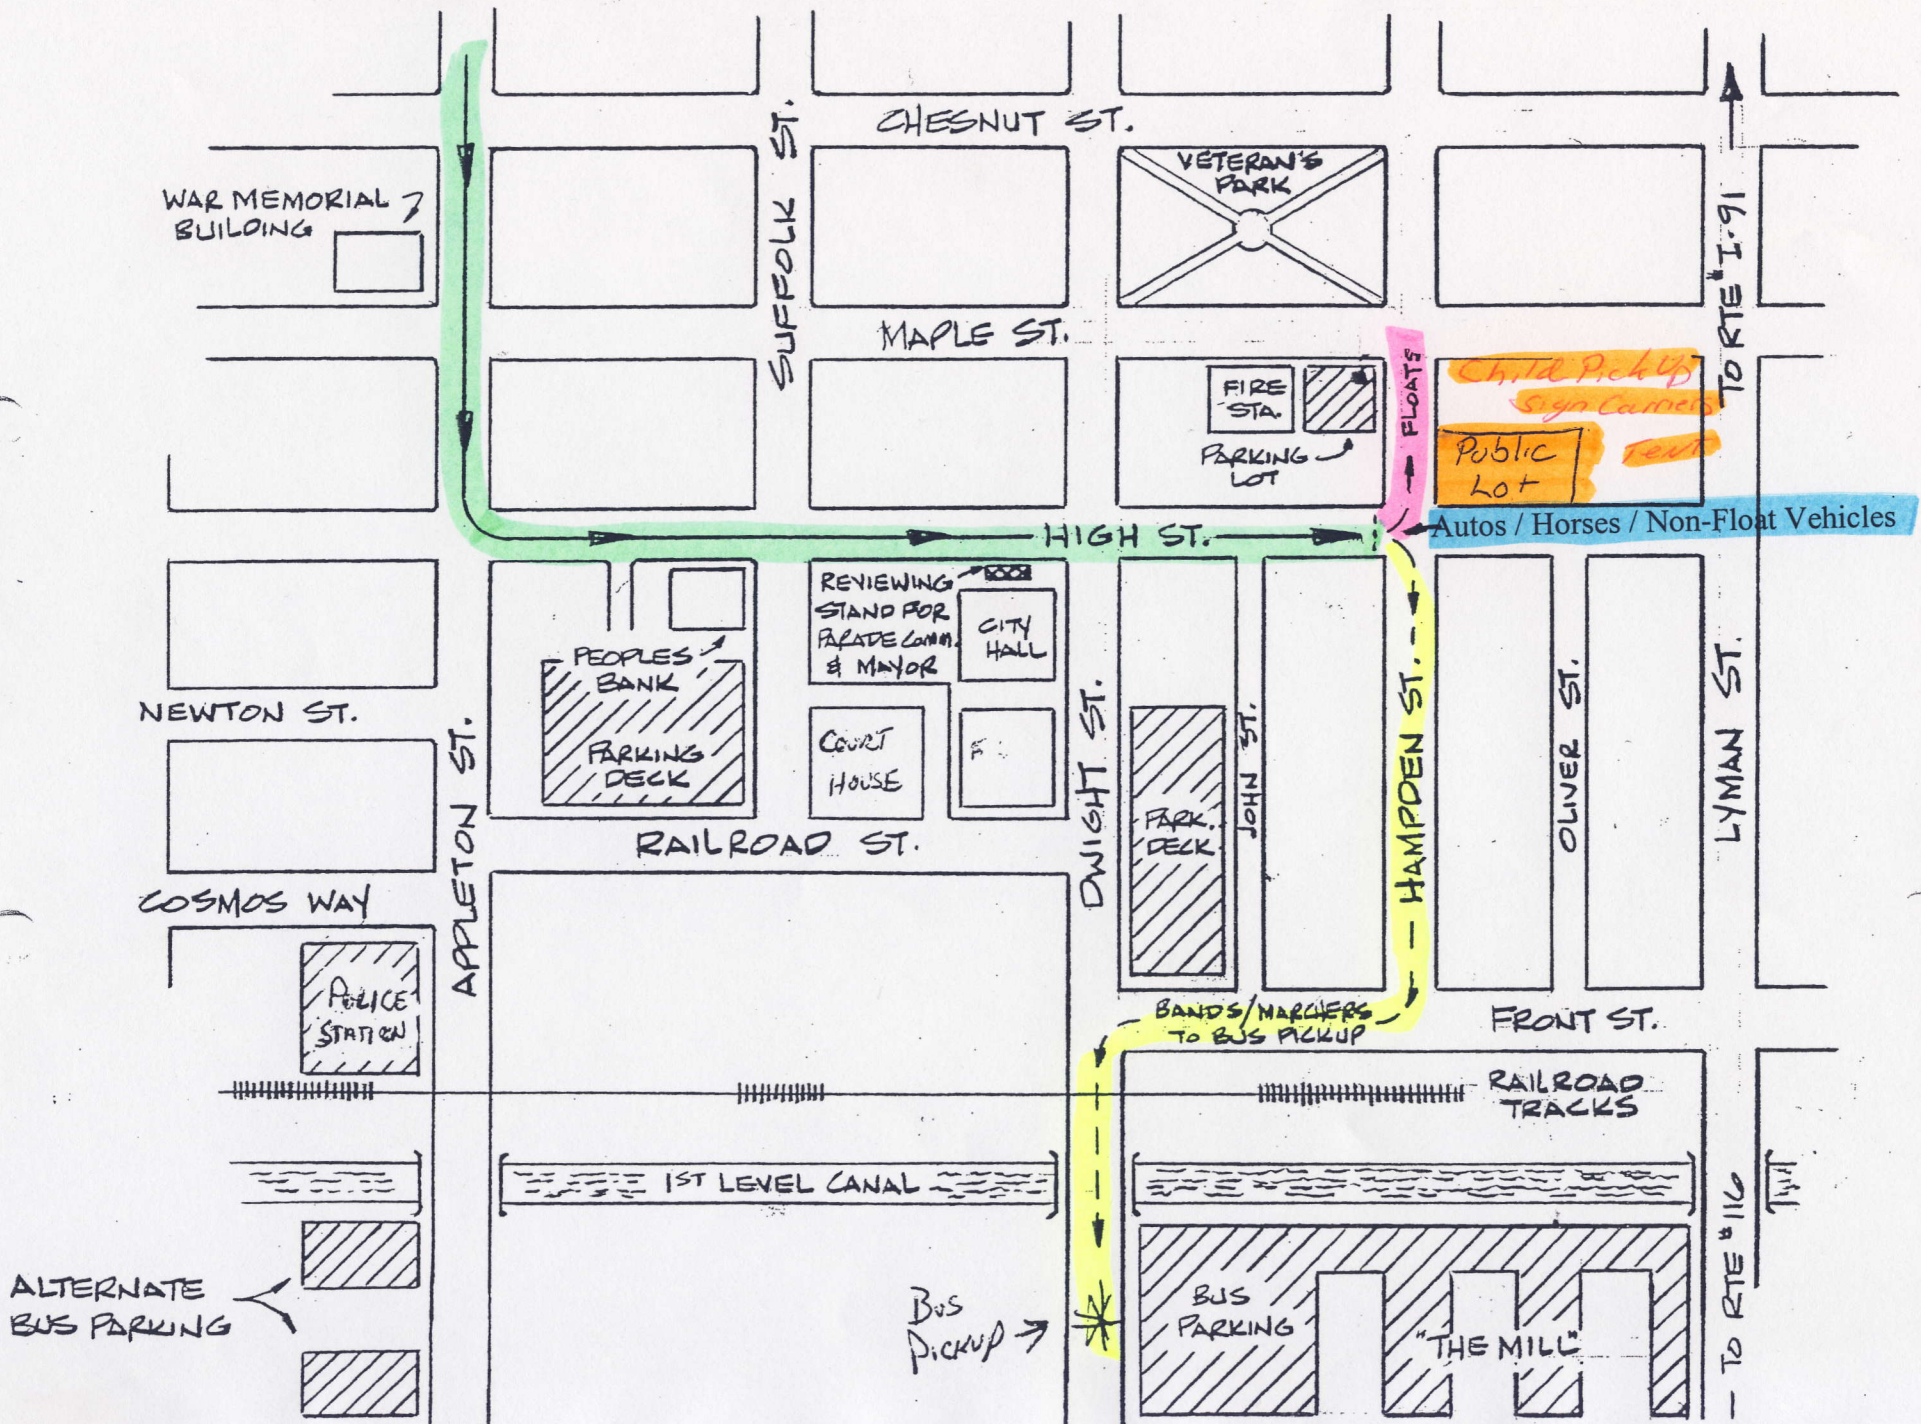 CHESNUT ST.
SUFFOLK ST.
VETERAN'S
PARK
WAR MEMORIAL
BUILDING
TO RTE # I-91
MAPLE ST.
FLOATS
Child Pick Up
Sign Carriers
Tent
FIRE
STA.
PARKING
LOT
Public
Lot
HIGH ST.
Autos / Horses / Non-Float Vehicles
REVIEWING
STAND FOR
PARADE COMM.
& MAYOR
CITY
HALL
PEOPLES
BANK
PARKING
DECK
COURT
HOUSE
F
NEWTON ST.
APPLETON ST.
DWIGHT ST.
PARK.
DECK
JOHN ST.
HAMPDEN ST.
OLIVER ST.
LYMAN ST.
RAILROAD ST.
COSMOS WAY
POLICE
STATION
BANDS/MARCHERS
TO BUS PICKUP
FRONT ST.
RAILROAD
TRACKS
1ST LEVEL CANAL
TO RTE # 116
ALTERNATE
BUS PARKING
Bus
Pickup
BUS
PARKING
"THE MILL"